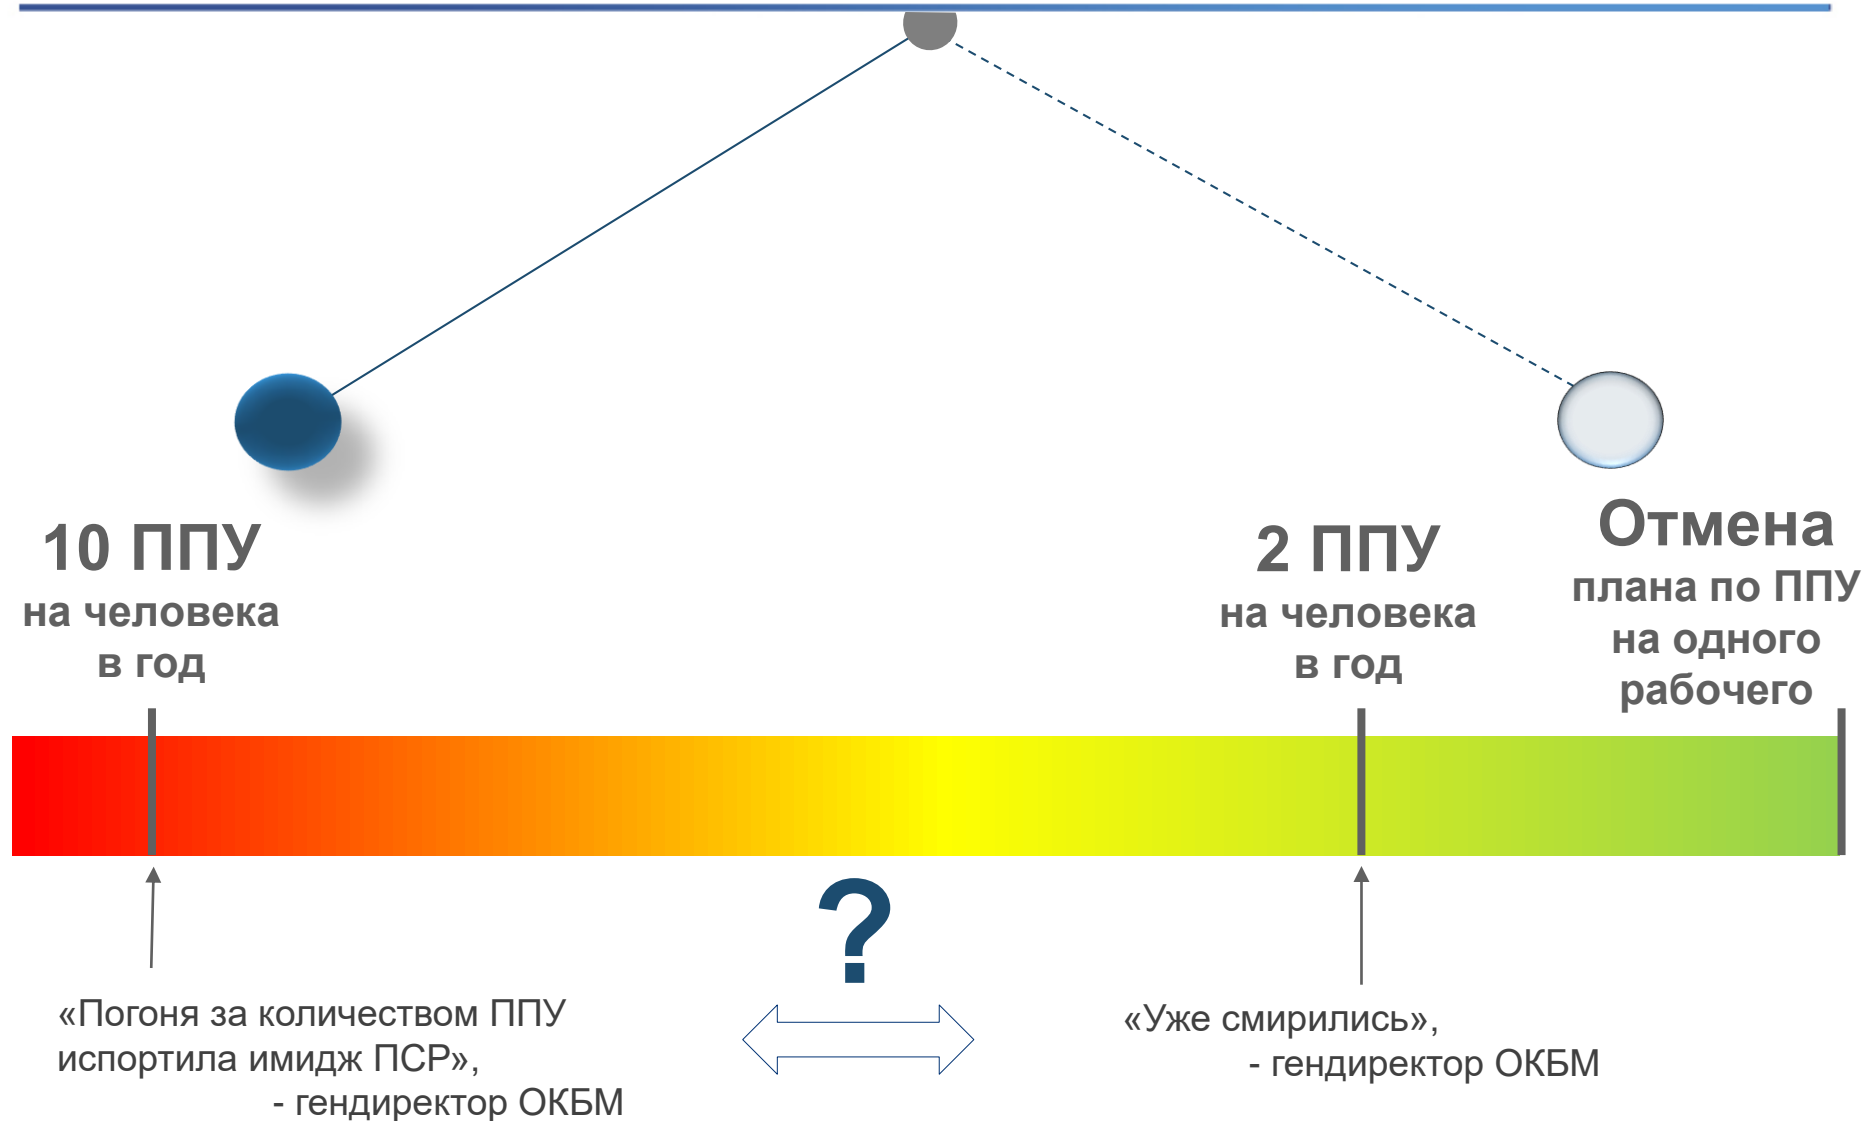 10 ППУ
на человека
в год
2 ППУ
на человека
в год
Отмена
плана по ППУ
на одного
рабочего
?
«Погоня за количеством ППУ
испортила имидж ПСР»,
- гендиректор ОКБМ
«Уже смирились»,
- гендиректор ОКБМ